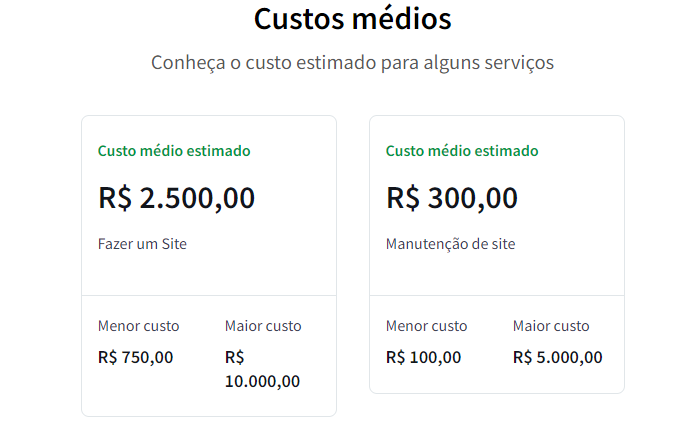 Custos médios
Conheça o custo estimado para alguns serviços
Custo médio estimado
R$ 2.500,00
Fazer um Site
Menor custo
R$ 750,00
Maior custo
R$
10.000,00
Custo médio estimado
R$ 300,00
Manutenção de site
Menor custo
R$ 100,00
Maior custo
R$ 5.000,00